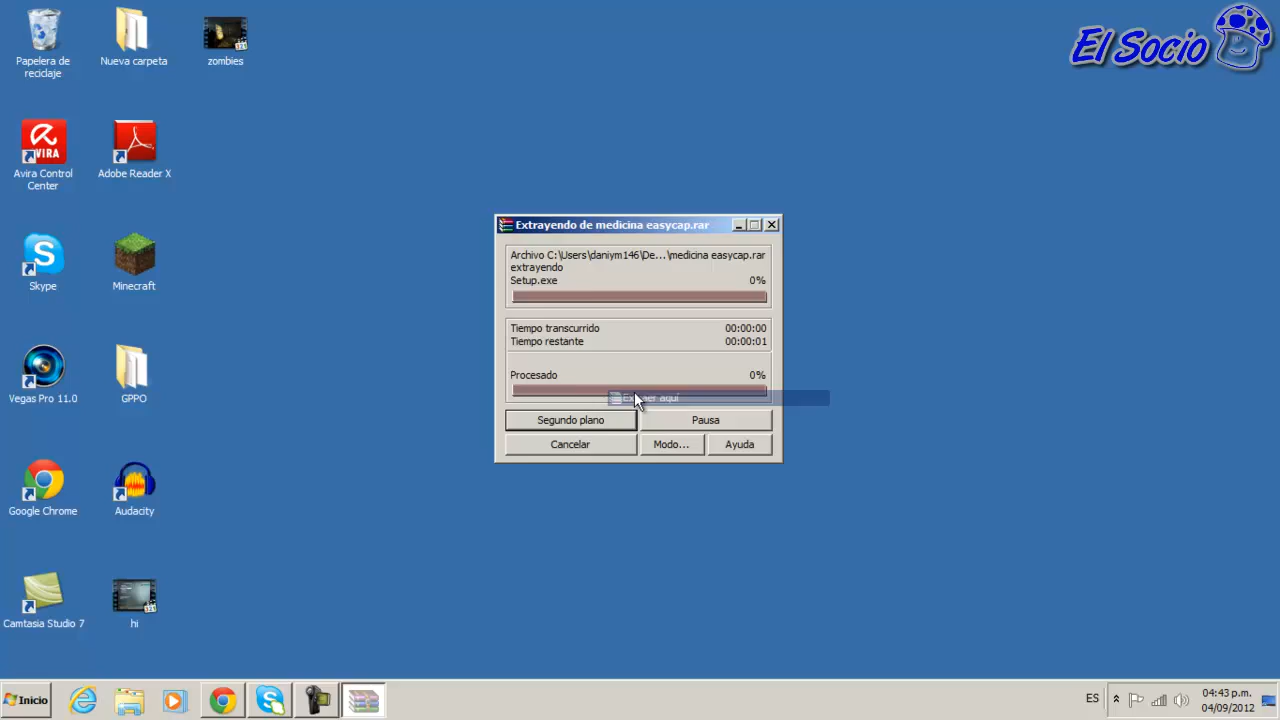 El Socio
Papelera de
reciclaje
Nueva carpeta
zombies
AVIRA
Avira Control
Center
Adobe Reader X
Skype
Minecraft
Vegas Pro 11.0
GPPO
Google Chrome
Audacity
Camtasia Studio 7
hi
Extrayendo de medicina easycap.rar
Archivo C:\Users\daniym146\De...\medicina easycap.rar
extrayendo
Setup.exe 0%
Tiempo transcurrido 00:00:00
Tiempo restante 00:00:01
Procesado 0%
Segundo plano Pausa
Cancelar Modo... Ayuda
Inicio
ES
04:43 p.m.
04/09/2012